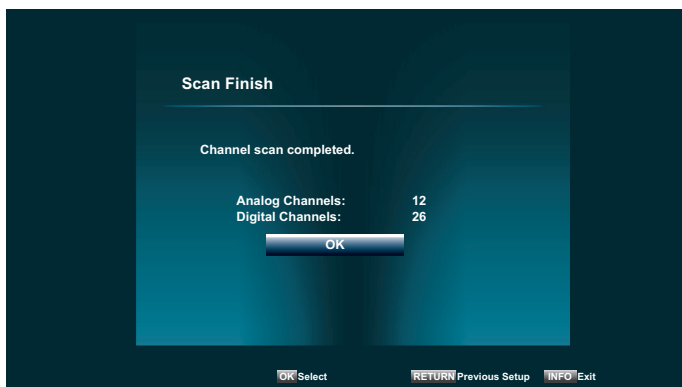 Scan Finish
Channel scan completed.
Analog Channels: 12
Digital Channels: 26
OK
OK Select RETURN Previous Setup INFO Exit